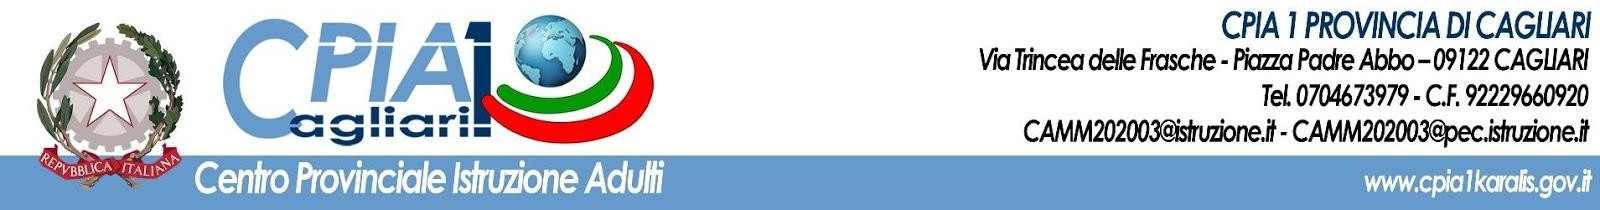 REPVBBLICA ITALIANA
CPIA1
agliari
Centro Provinciale Istruzione Adulti
CPIA 1 PROVINCIA DI CAGLIARI
Via Trincea delle Frasche - Piazza Padre Abbo – 09122 CAGLIARI
Tel. 0704673979 - C.F. 92229660920
CAMM202003@istruzione.it - CAMM202003@pec.istruzione.it
www.cpia1karalis.gov.it